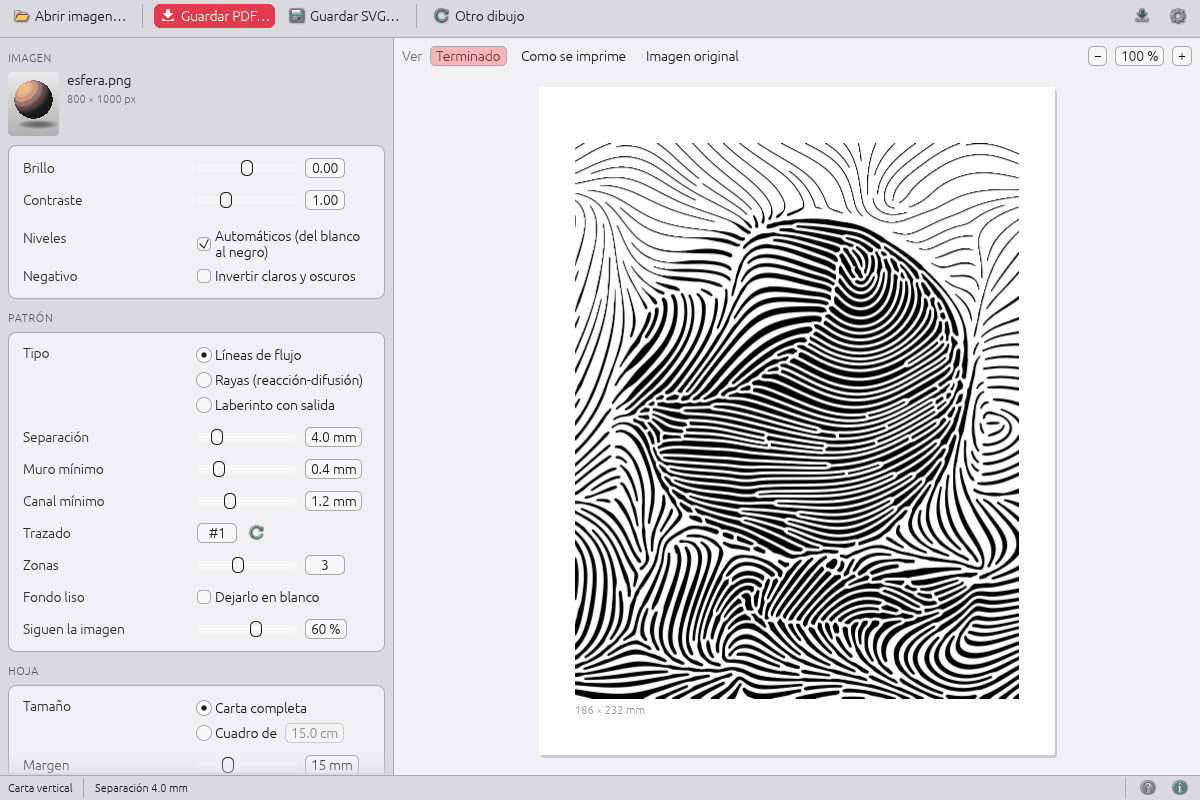 Abrir imagen...
Guardar PDF...
Guardar SVG...
Otro dibujo
IMAGEN
esfera.png
800 × 1000 px
Brillo 0.00
Contraste 1.00
Niveles Automáticos (del blanco
al negro)
Negativo Invertir claros y oscuros
PATRÓN
Tipo Líneas de flujo
Rayas (reacción-difusión)
Laberinto con salida
Separación 4.0 mm
Muro mínimo 0.4 mm
Canal mínimo 1.2 mm
Trazado #1
Zonas 3
Fondo liso Dejarlo en blanco
Siguen la imagen 60 %
HOJA
Tamaño Carta completa
Cuadro de 15.0 cm
Margen 15 mm
Ver Terminado Como se imprime Imagen original
− 100 % +
186 × 232 mm
Carta vertical Separación 4.0 mm